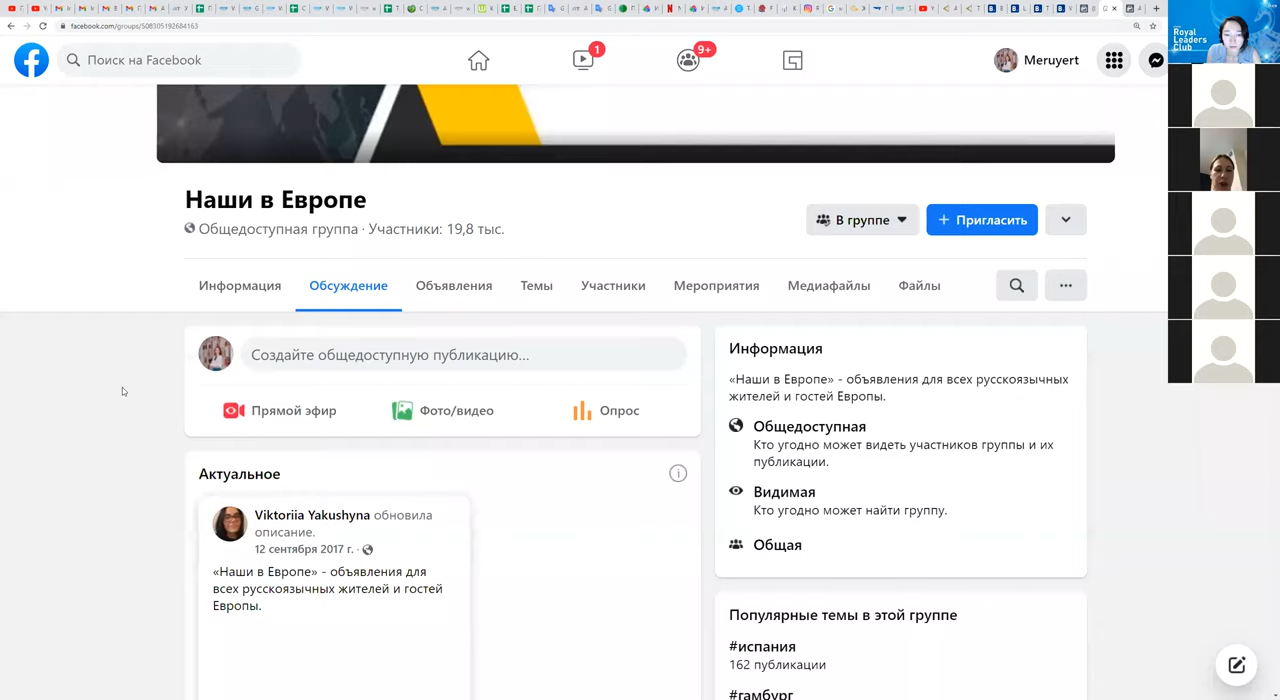 facebook.com/groups/508305192684163
Поиск на Facebook
1
9+
Meruyert
Royal
Leaders
Club
Наши в Европе
Общедоступная группа · Участники: 19,8 тыс.
В группе
+ Пригласить
Информация
Обсуждение
Объявления
Темы
Участники
Мероприятия
Медиафайлы
Файлы
Создайте общедоступную публикацию...
Прямой эфир
Фото/видео
Опрос
Актуальное
Viktoriia Yakushyna обновила
описание.
12 сентября 2017 г. ·
«Наши в Европе» - объявления для
всех русскоязычных жителей и гостей
Европы.
Информация
«Наши в Европе» - объявления для всех русскоязычных
жителей и гостей Европы.
Общедоступная
Кто угодно может видеть участников группы и их
публикации.
Видимая
Кто угодно может найти группу.
Общая
Популярные темы в этой группе
#испания
162 публикации
#гамбург